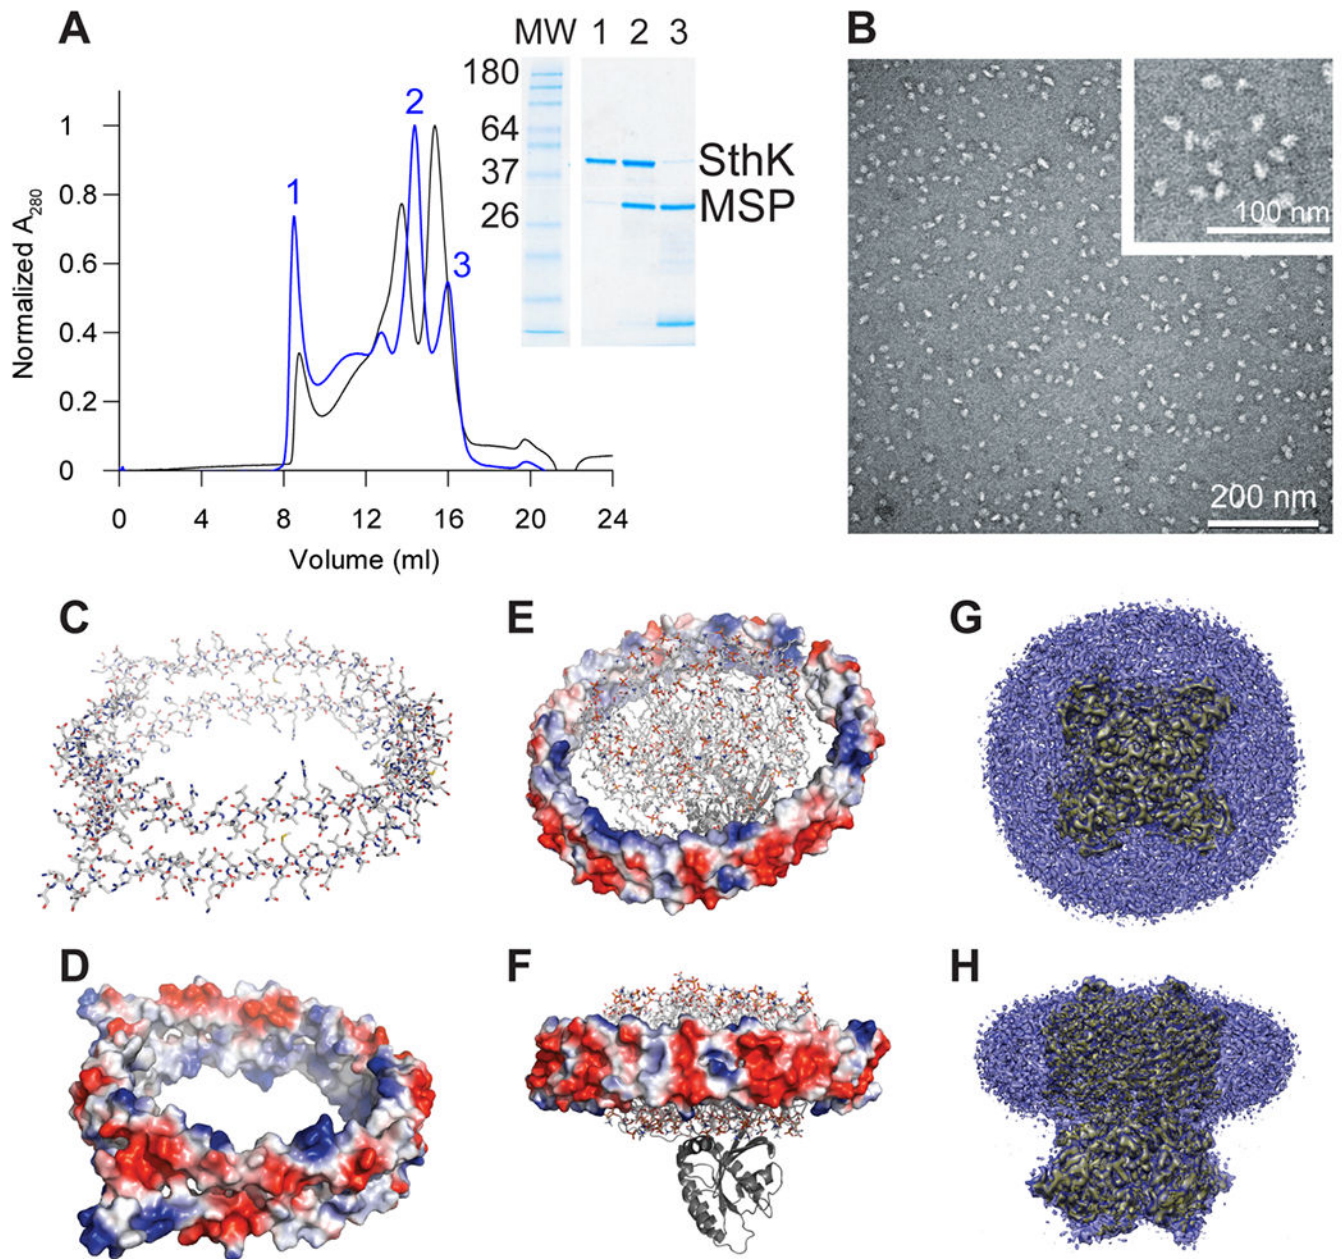 A
MW 1 2 3
180
64
37
26
SthK
MSP
1
2
3
Normalized A280
1
0.8
0.6
0.4
0.2
0
0 4 8 12 16 20 24
Volume (ml)
B
100 nm
200 nm
C
E
G
D
F
H